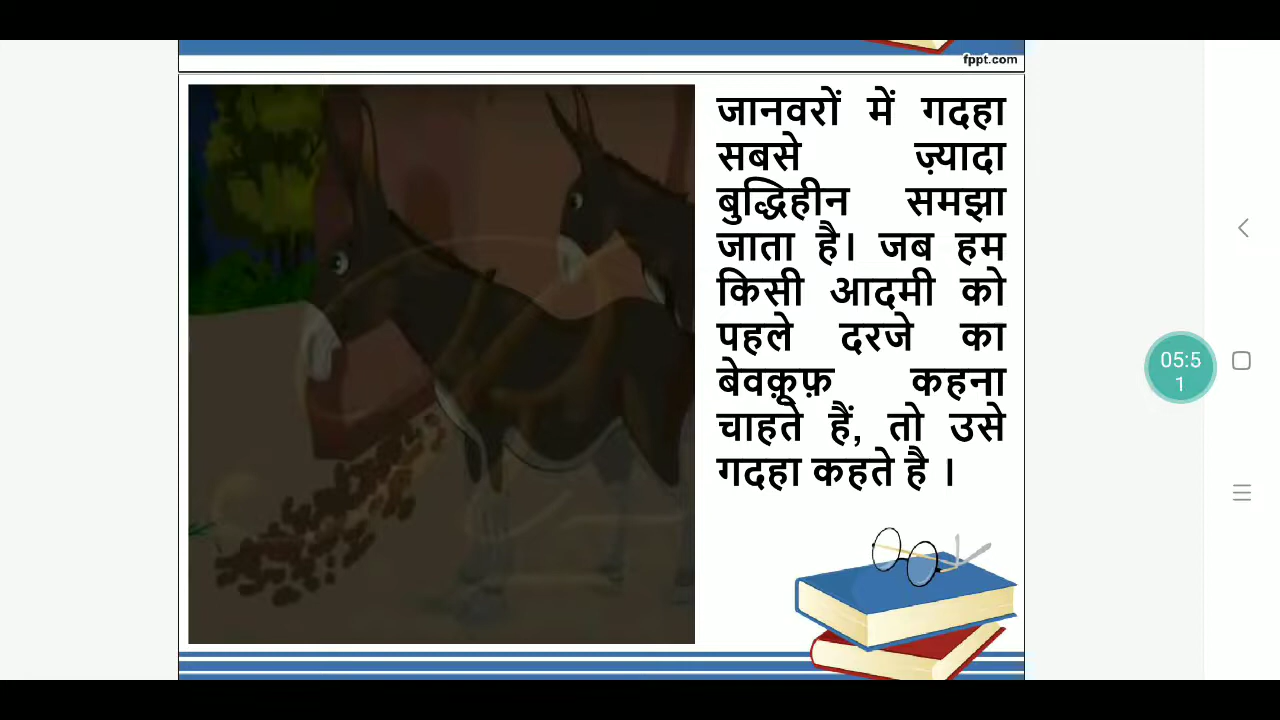 fppt.com
जानवरों में गदहा
सबसे ज़्यादा
बुद्धिहीन समझा
जाता है। जब हम
किसी आदमी को
पहले दरजे का
बेवक़ूफ़ कहना
चाहते हैं, तो उसे
गदहा कहते है ।
05:5
1